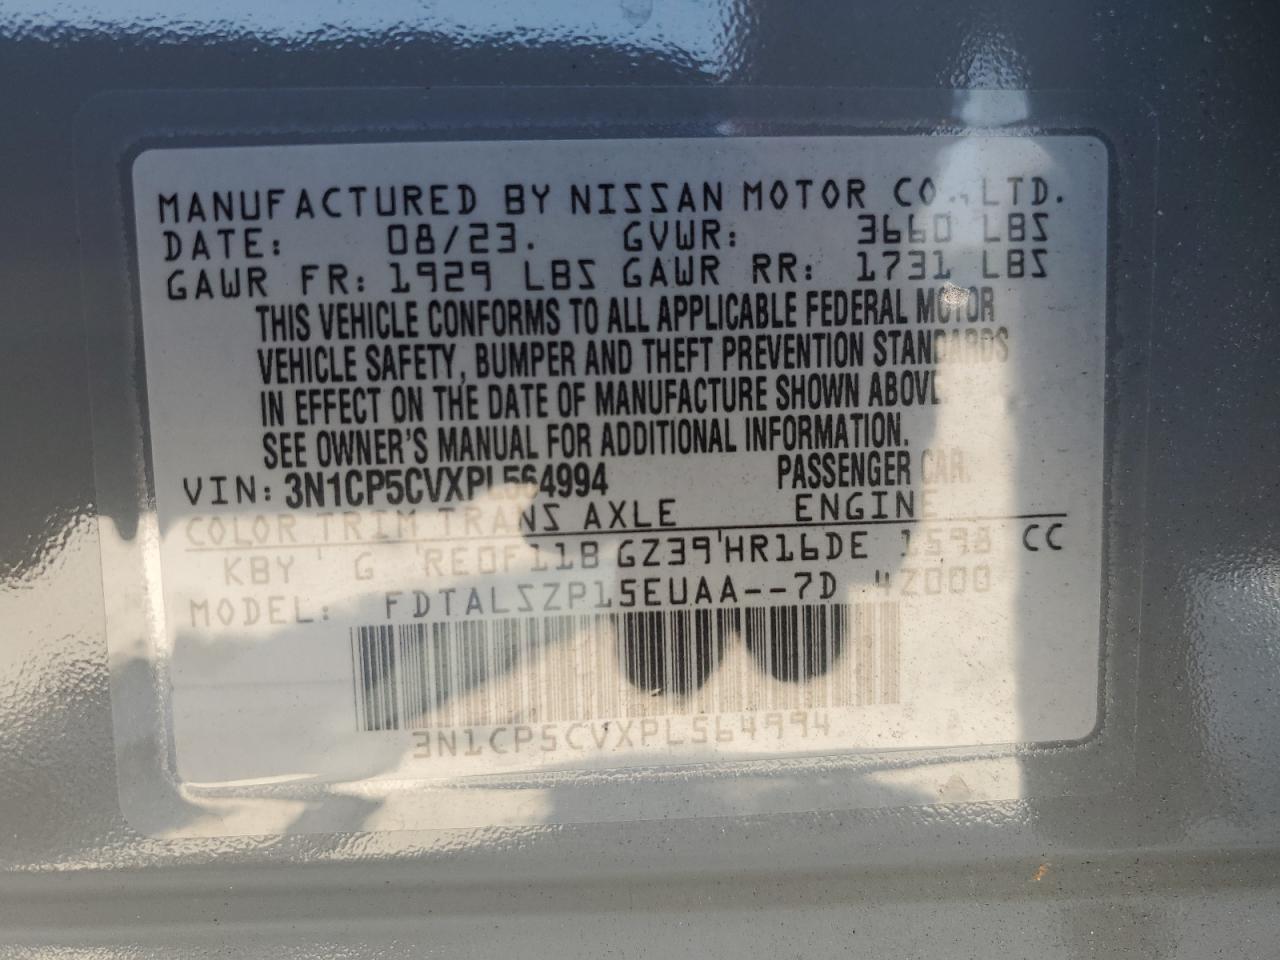 MANUFACTURED BY NISSAN MOTOR CO.,LTD.
DATE: 08/23. GVWR: 3660 LBS
GAWR FR: 1929 LBS GAWR RR: 1731 LBS
THIS VEHICLE CONFORMS TO ALL APPLICABLE FEDERAL MOTOR
VEHICLE SAFETY, BUMPER AND THEFT PREVENTION STANDARDS
IN EFFECT ON THE DATE OF MANUFACTURE SHOWN ABOVE
SEE OWNER'S MANUAL FOR ADDITIONAL INFORMATION.
VIN: 3N1CP5CVXPL564994 PASSENGER CAR.
COLOR TRIM TRANS AXLE ENGINE
KBY G RE0F11B GZ39 HR16DE 1598 CC
MODEL: FDTALSZP15EUAA--7D 4Z000
3N1CP5CVXPL564994